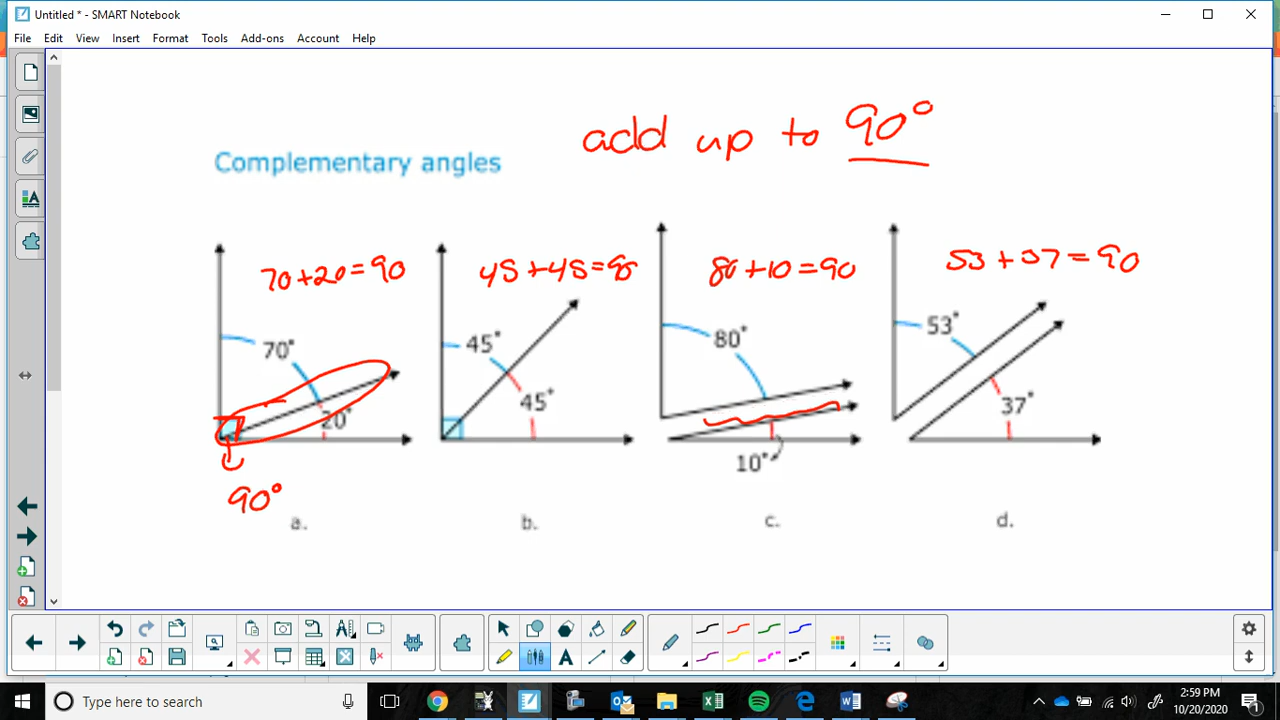 Untitled * - SMART Notebook
File Edit View Insert Format Tools Add-ons Account Help
add up to 90°
Complementary angles
70+20=90 45+45=90 80+10=90 53+37=90
70° 20° 45° 45° 80° 10° 53° 37°
90°
a. b. c. d.
Type here to search
2:59 PM
10/20/2020